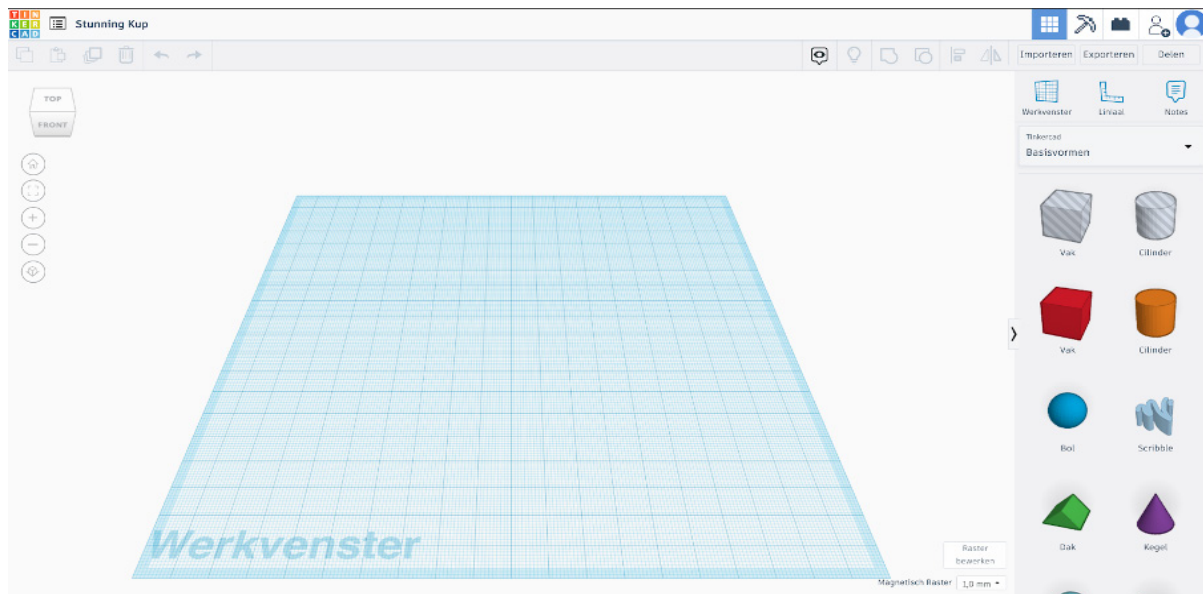 TIN
KER
CAD
Stunning Kup
Importeren Exporteren Delen
TOP
FRONT
Werkvenster Liniaal Notes
Tinkercad
Basisvormen
Vak Cilinder
Vak Cilinder
Bol Scribble
Dak Kegel
Werkvenster
Raster
bewerken
Magnetisch Raster 1,0 mm